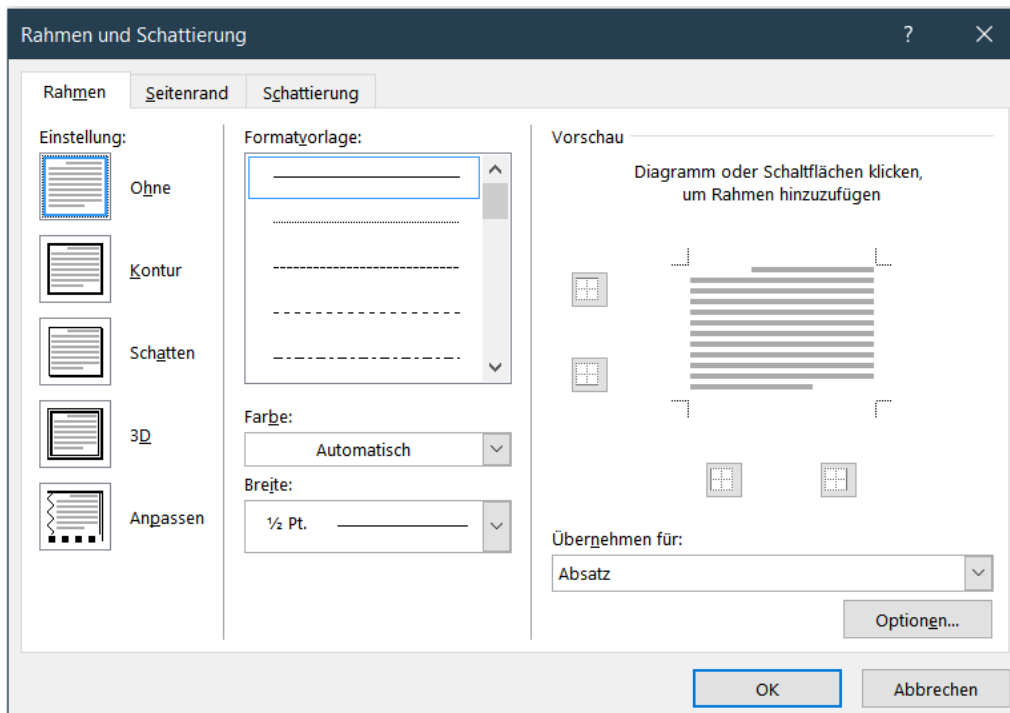 Rahmen und Schattierung
?
Rahmen
Seitenrand
Schattierung
Einstellung:
Ohne
Kontur
Schatten
3D
Anpassen
Formatvorlage:
Farbe:
Automatisch
Breite:
½ Pt.
Vorschau
Diagramm oder Schaltflächen klicken,
um Rahmen hinzuzufügen
Übernehmen für:
Absatz
Optionen...
OK
Abbrechen